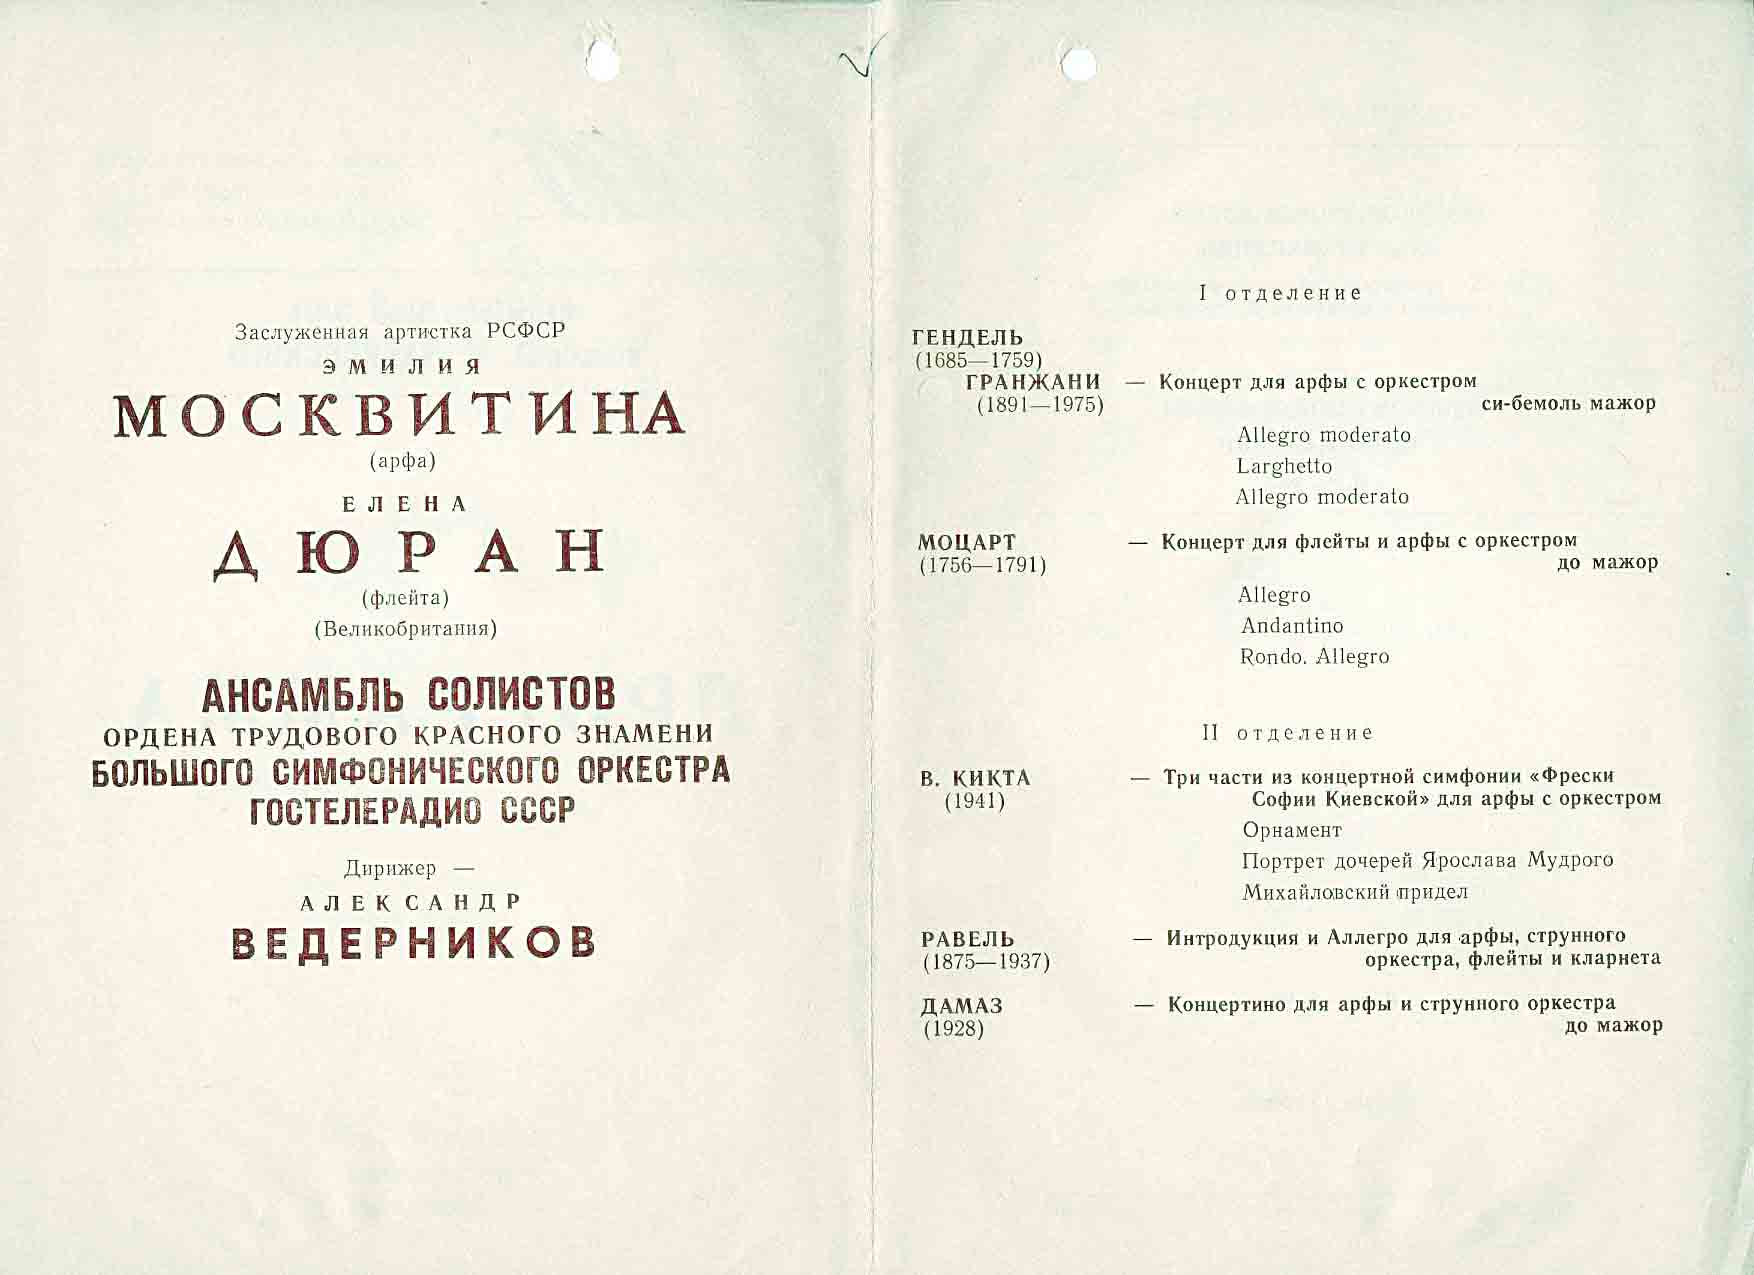 Заслуженная артистка РСФСР
ЭМИЛИЯ
МОСКВИТИНА
(арфа)
ЕЛЕНА
ДЮРАН
(флейта)
(Великобритания)
АНСАМБЛЬ СОЛИСТОВ
ОРДЕНА ТРУДОВОГО КРАСНОГО ЗНАМЕНИ
БОЛЬШОГО СИМФОНИЧЕСКОГО ОРКЕСТРА
ГОСТЕЛЕРАДИО СССР
Дирижер —
АЛЕКСАНДР
ВЕДЕРНИКОВ
I отделение
ГЕНДЕЛЬ
(1685—1759)
ГРАНЖАНИ — Концерт для арфы с оркестром
(1891—1975) си-бемоль мажор
Allegro moderato
Larghetto
Allegro moderato
МОЦАРТ — Концерт для флейты и арфы с оркестром
(1756—1791) до мажор
Allegro
Andantino
Rondo. Allegro
II отделение
В. КИКТА — Три части из концертной симфонии «Фрески
(1941) Софии Киевской» для арфы с оркестром
Орнамент
Портрет дочерей Ярослава Мудрого
Михайловский придел
РАВЕЛЬ — Интродукция и Аллегро для арфы, струнного
(1875—1937) оркестра, флейты и кларнета
ДАМАЗ — Концертино для арфы и струнного оркестра
(1928) до мажор